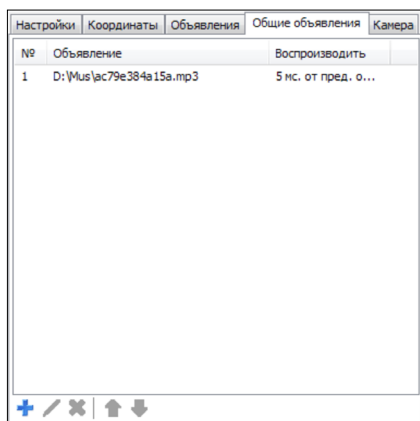 Настройки Координаты Объявления Общие объявления Камера
№ Объявление Воспроизводить
1 D:\Mus\ac79e384a15a.mp3 5 мс. от пред. о...